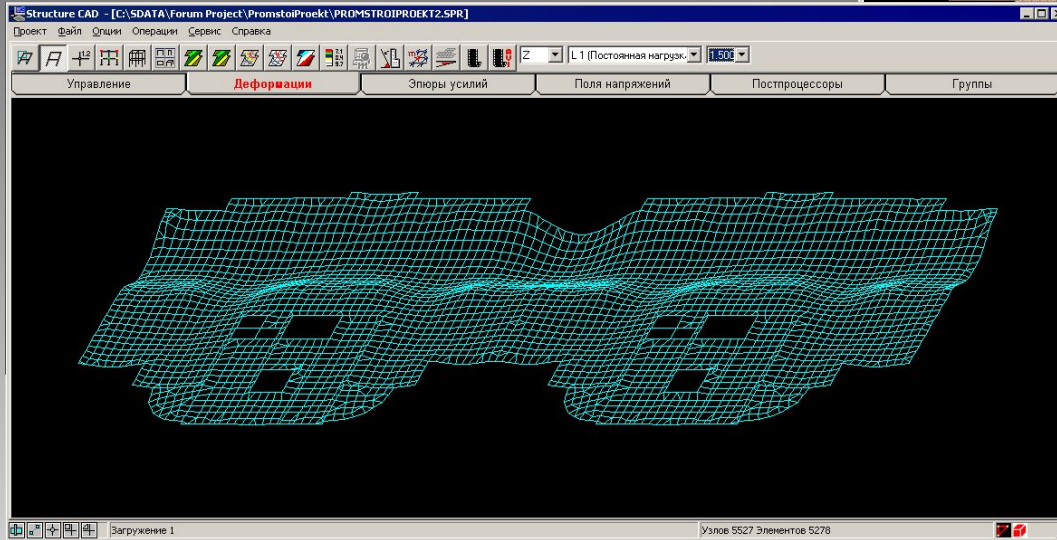 Structure CAD - [C:\SDATA\Forum Project\PromstoiProekt\PROMSTROIPROEKT2.SPR]
Проект Файл Опции Операции Сервис Справка
Z L 1 (Постоянная нагрузк. 1.500
Управление Деформации Эпюры усилий Поля напряжений Постпроцессоры Группы
Загружение 1 Узлов 5527 Элементов 5278